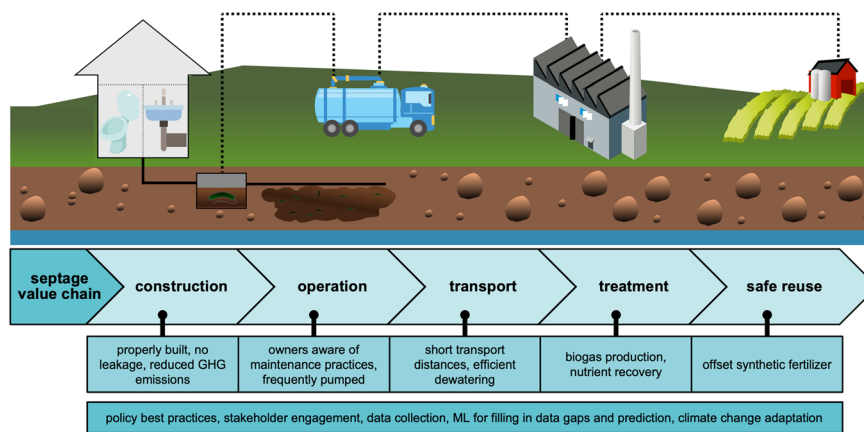 septage
value chain
construction
operation
transport
treatment
safe reuse
properly built, no
leakage, reduced GHG
emissions
owners aware of
maintenance practices,
frequently pumped
short transport
distances, efficient
dewatering
biogas production,
nutrient recovery
offset synthetic fertilizer
policy best practices, stakeholder engagement, data collection, ML for filling in data gaps and prediction, climate change adaptation